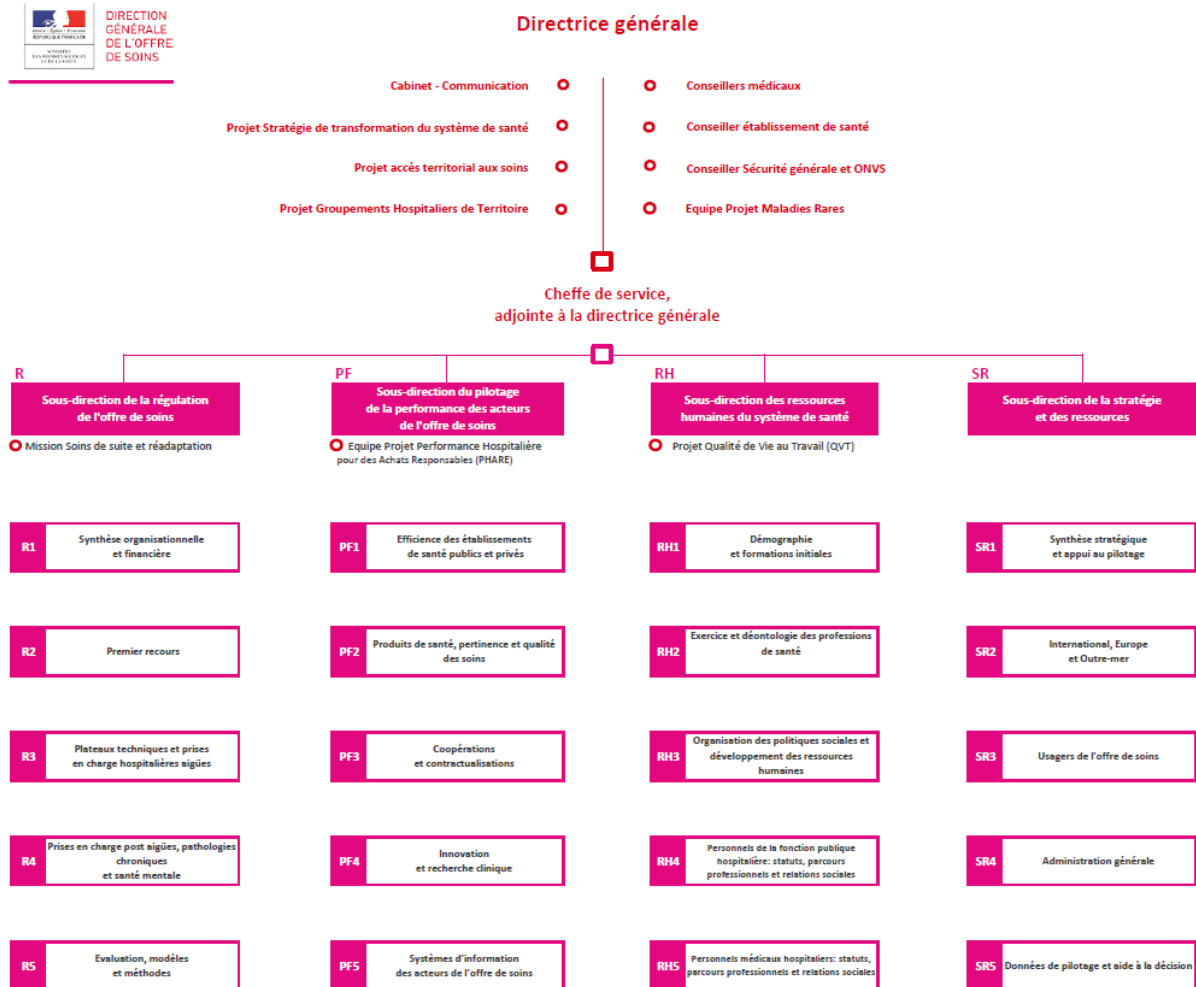 DIRECTION
GÉNÉRALE
DE L'OFFRE
DE SOINS
RÉPUBLIQUE FRANÇAISE
Directrice générale
Cabinet - Communication
Conseillers médicaux
Projet Stratégie de transformation du système de santé
Conseiller établissement de santé
Projet accès territorial aux soins
Conseiller Sécurité générale et ONVS
Projet Groupements Hospitaliers de Territoire
Equipe Projet Maladies Rares
Cheffe de service,
adjointe à la directrice générale
R
Sous-direction de la régulation
de l'offre de soins
Mission Soins de suite et réadaptation
PF
Sous-direction du pilotage
de la performance des acteurs
de l'offre de soins
Equipe Projet Performance Hospitalière
pour des Achats Responsables (PHARE)
RH
Sous-direction des ressources
humaines du système de santé
Projet Qualité de Vie au Travail (QVT)
SR
Sous-direction de la stratégie
et des ressources
R1
Synthèse organisationnelle
et financière
PF1
Efficience des établissements
de santé publics et privés
RH1
Démographie
et formations initiales
SR1
Synthèse stratégique
et appui au pilotage
R2
Premier recours
PF2
Produits de santé, pertinence et qualité
des soins
RH2
Exercice et déontologie des professions
de santé
SR2
International, Europe
et Outre-mer
R3
Plateaux techniques et prises
en charge hospitalières aigües
PF3
Coopérations
et contractualisations
RH3
Organisation des politiques sociales et
développement des ressources
humaines
SR3
Usagers de l'offre de soins
R4
Prises en charge post aigües, pathologies
chroniques
et santé mentale
PF4
Innovation
et recherche clinique
RH4
Personnels de la fonction publique
hospitalière: statuts, parcours
professionnels et relations sociales
SR4
Administration générale
R5
Evaluation, modèles
et méthodes
PF5
Systèmes d'information
des acteurs de l'offre de soins
RH5
Personnels médicaux hospitaliers: statuts,
parcours professionnels et relations sociales
SR5
Données de pilotage et aide à la décision